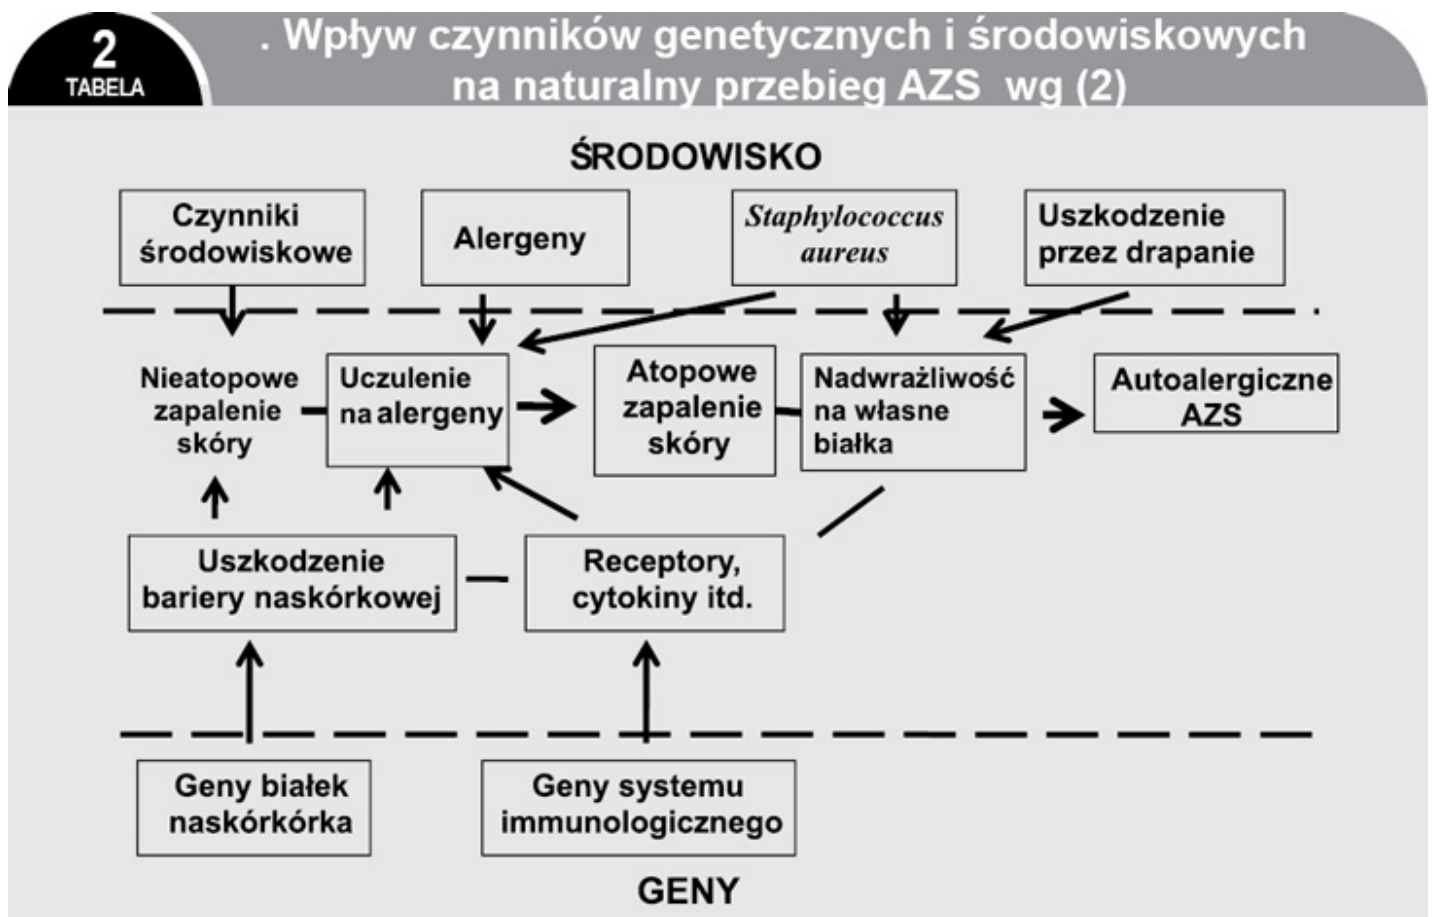 2
TABELA
. Wpływ czynników genetycznych i środowiskowych
na naturalny przebieg AZS wg (2)
ŚRODOWISKO
Czynniki
środowiskowe
Alergeny
Staphylococcus
aureus
Uszkodzenie
przez drapanie
Nieatopowe
zapalenie
skóry
Uczulenie
na alergeny
Atopowe
zapalenie
skóry
Nadwrażliwość
na własne
białka
Autoalergiczne
AZS
Uszkodzenie
bariery naskórkowej
Receptory,
cytokiny itd.
Geny białek
naskórkórka
Geny systemu
immunologicznego
GENY